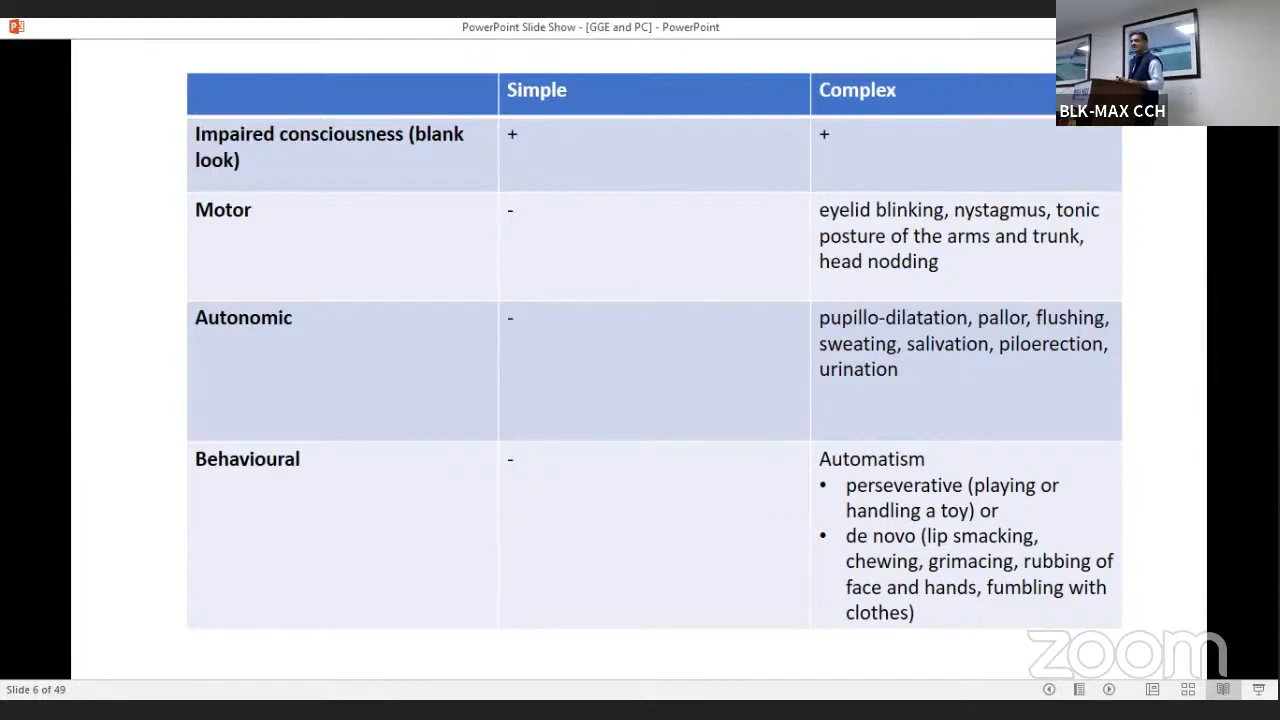 PowerPoint Slide Show - [GGE and PC] - PowerPoint
BLK-MAX CCH
Simple
Complex
Impaired consciousness (blank
look)
+
+
Motor
-
eyelid blinking, nystagmus, tonic
posture of the arms and trunk,
head nodding
Autonomic
-
pupillo-dilatation, pallor, flushing,
sweating, salivation, piloerection,
urination
Behavioural
-
Automatism
• perseverative (playing or
handling a toy) or
• de novo (lip smacking,
chewing, grimacing, rubbing of
face and hands, fumbling with
clothes)
zoom
Slide 6 of 49